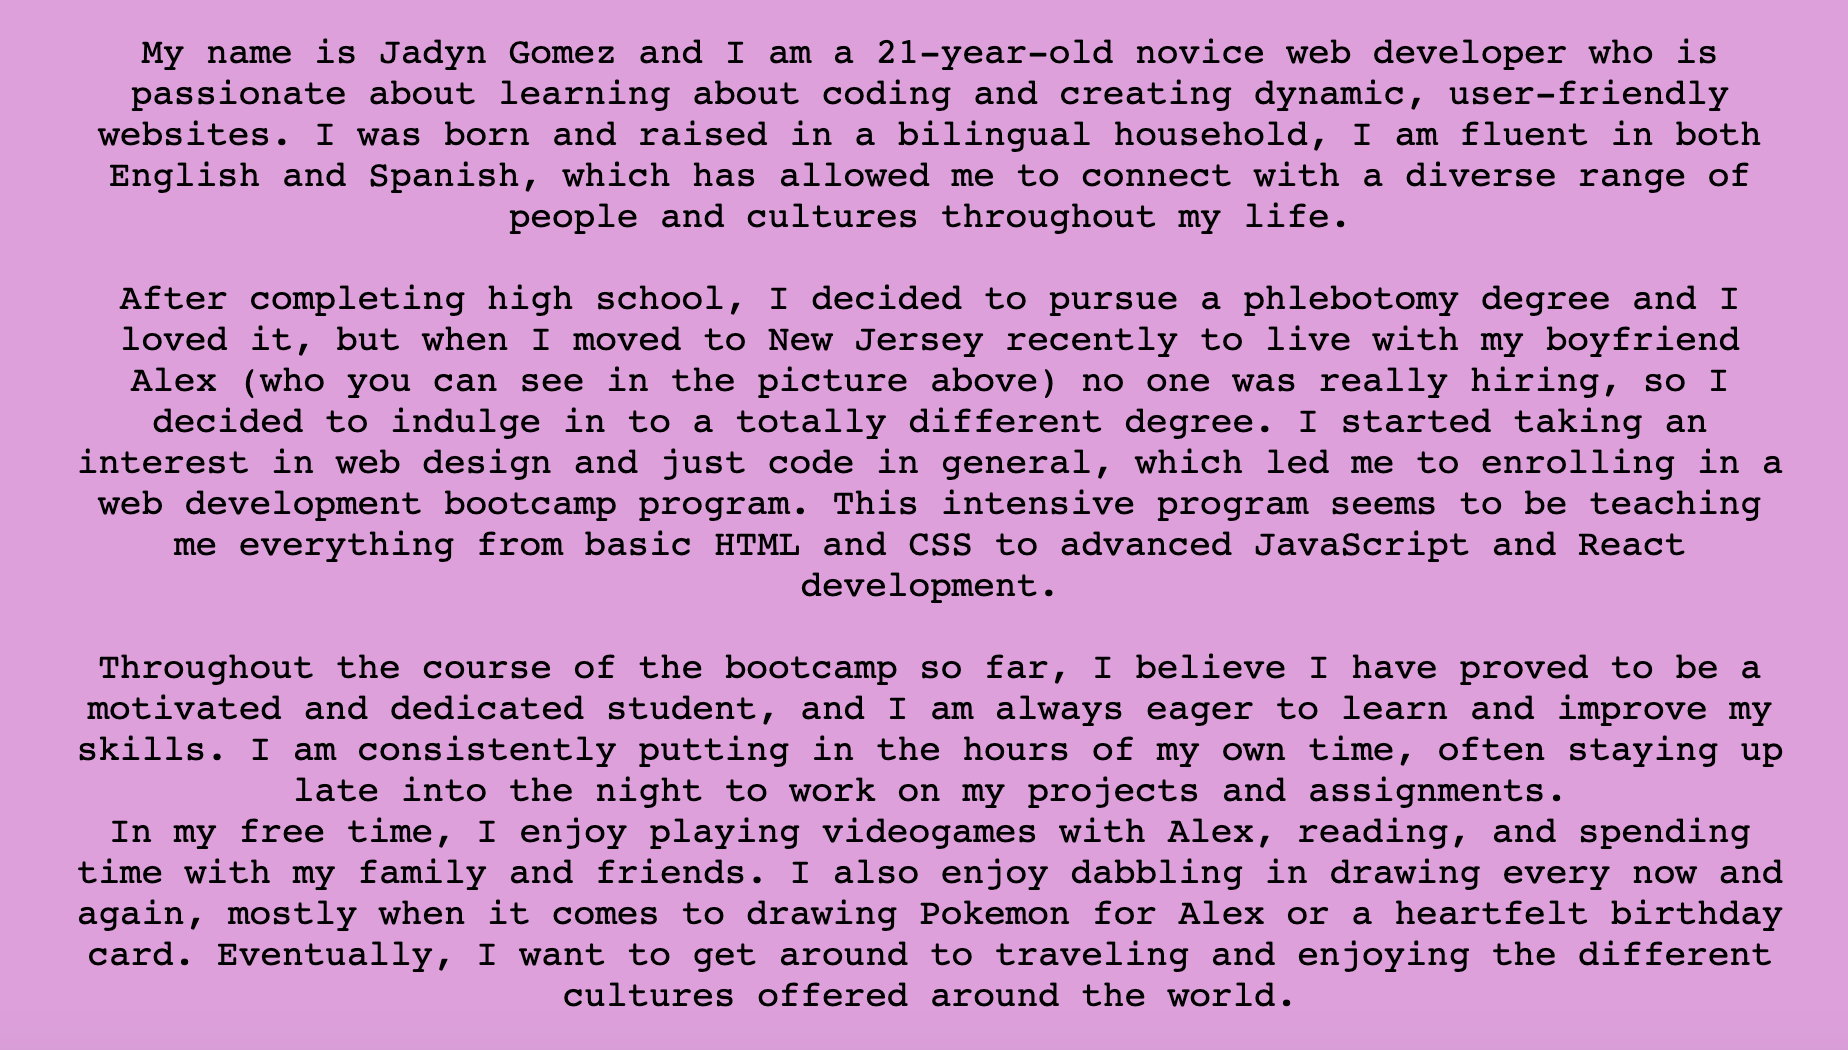 My name is Jadyn Gomez and I am a 21-year-old novice web developer who is
passionate about learning about coding and creating dynamic, user-friendly
websites. I was born and raised in a bilingual household, I am fluent in both
English and Spanish, which has allowed me to connect with a diverse range of
people and cultures throughout my life.
After completing high school, I decided to pursue a phlebotomy degree and I
loved it, but when I moved to New Jersey recently to live with my boyfriend
Alex (who you can see in the picture above) no one was really hiring, so I
decided to indulge in to a totally different degree. I started taking an
interest in web design and just code in general, which led me to enrolling in a
web development bootcamp program. This intensive program seems to be teaching
me everything from basic HTML and CSS to advanced JavaScript and React
development.
Throughout the course of the bootcamp so far, I believe I have proved to be a
motivated and dedicated student, and I am always eager to learn and improve my
skills. I am consistently putting in the hours of my own time, often staying up
late into the night to work on my projects and assignments.
In my free time, I enjoy playing videogames with Alex, reading, and spending
time with my family and friends. I also enjoy dabbling in drawing every now and
again, mostly when it comes to drawing Pokemon for Alex or a heartfelt birthday
card. Eventually, I want to get around to traveling and enjoying the different
cultures offered around the world.